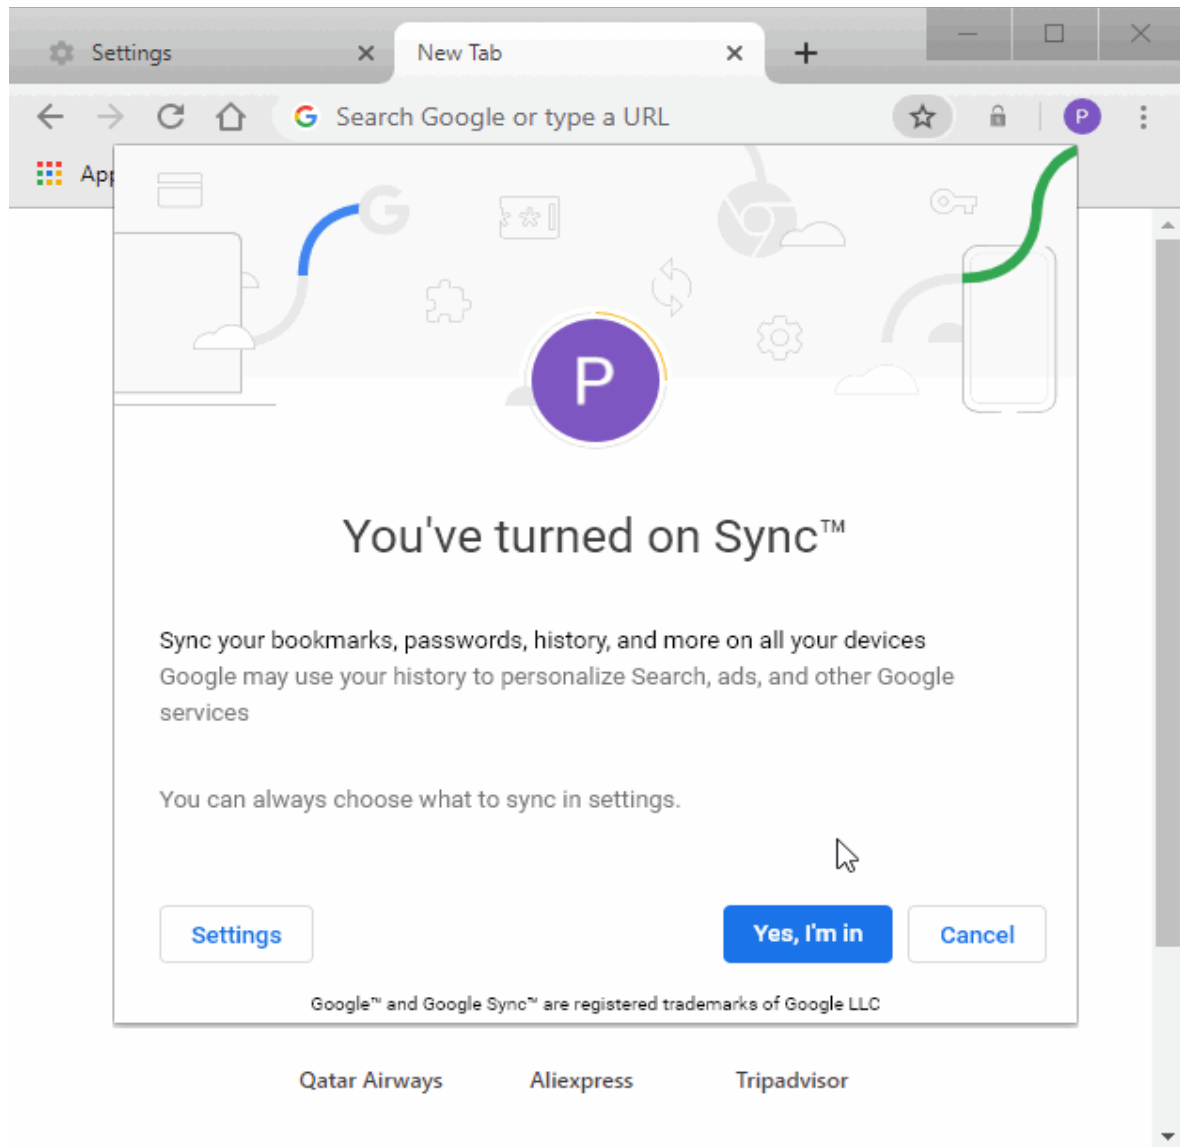 Settings
New Tab
Search Google or type a URL
P
G
P
You've turned on Sync™
Sync your bookmarks, passwords, history, and more on all your devices
Google may use your history to personalize Search, ads, and other Google
services
You can always choose what to sync in settings.
Settings
Yes, I'm in
Cancel
Google™ and Google Sync™ are registered trademarks of Google LLC
Qatar Airways
Aliexpress
Tripadvisor